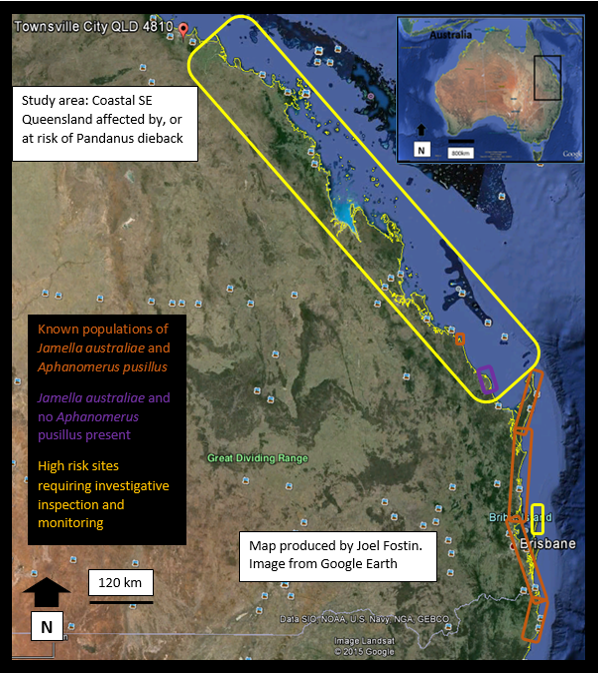 Townsville City QLD 4810
Australia
N
800km
Google
Study area: Coastal SE
Queensland affected by, or
at risk of Pandanus dieback
Known populations of
Jamella australiae and
Aphanomerus pusillus
Jamella australiae and
no Aphanomerus
pusillus present
High risk sites
requiring investigative
inspection and
monitoring
Great Dividing Range
Bribie Island
Brisbane
Map produced by Joel Fostin.
Image from Google Earth
120 km
N
Data SIO, NOAA, U.S. Navy, NGA, GEBCO
Image Landsat
© 2015 Google